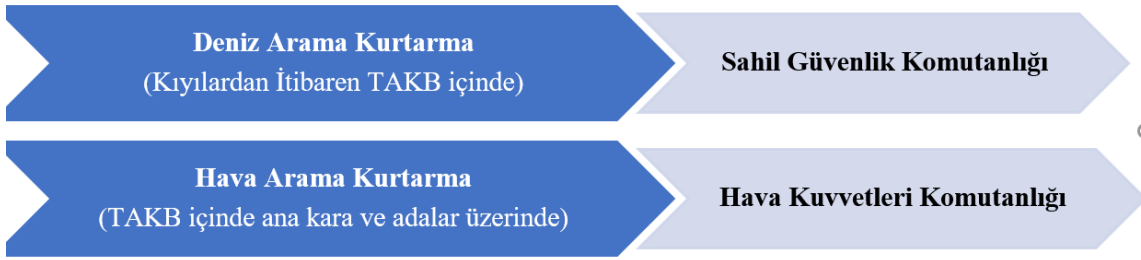 Deniz Arama Kurtarma
(Kıyılardan İtibaren TAKB içinde)
Sahil Güvenlik Komutanlığı
Hava Arama Kurtarma
(TAKB içinde ana kara ve adalar üzerinde)
Hava Kuvvetleri Komutanlığı